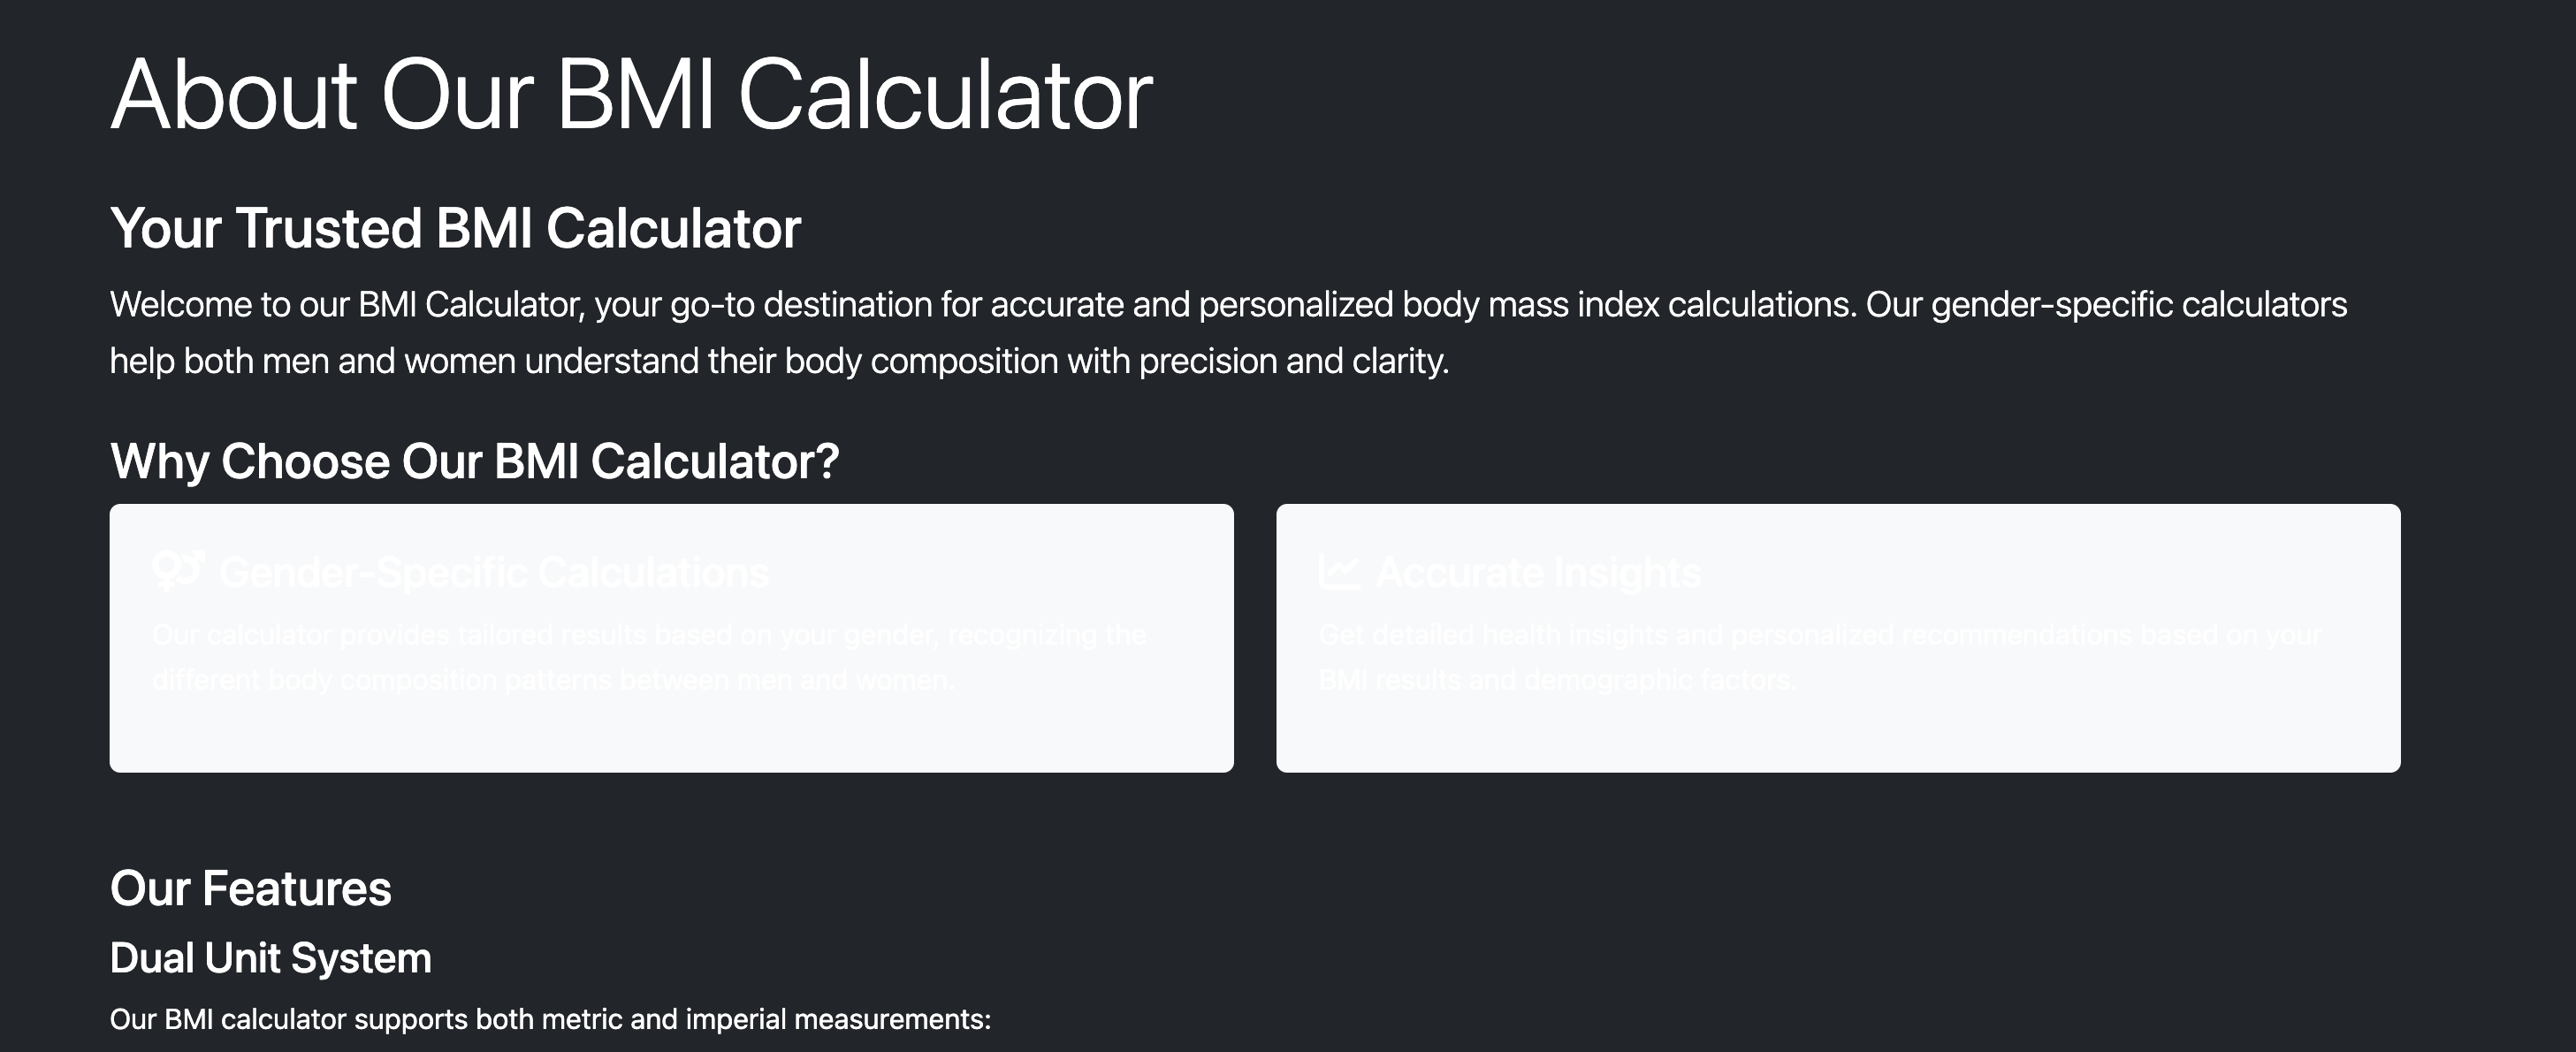 About Our BMI Calculator
Your Trusted BMI Calculator
Welcome to our BMI Calculator, your go-to destination for accurate and personalized body mass index calculations. Our gender-specific calculators
help both men and women understand their body composition with precision and clarity.
Why Choose Our BMI Calculator?
Gender-Specific Calculations
Our calculator provides tailored results based on your gender, recognizing the
different body composition patterns between men and women.
Accurate Insights
Get detailed health insights and personalized recommendations based on your
BMI results and demographic factors.
Our Features
Dual Unit System
Our BMI calculator supports both metric and imperial measurements: